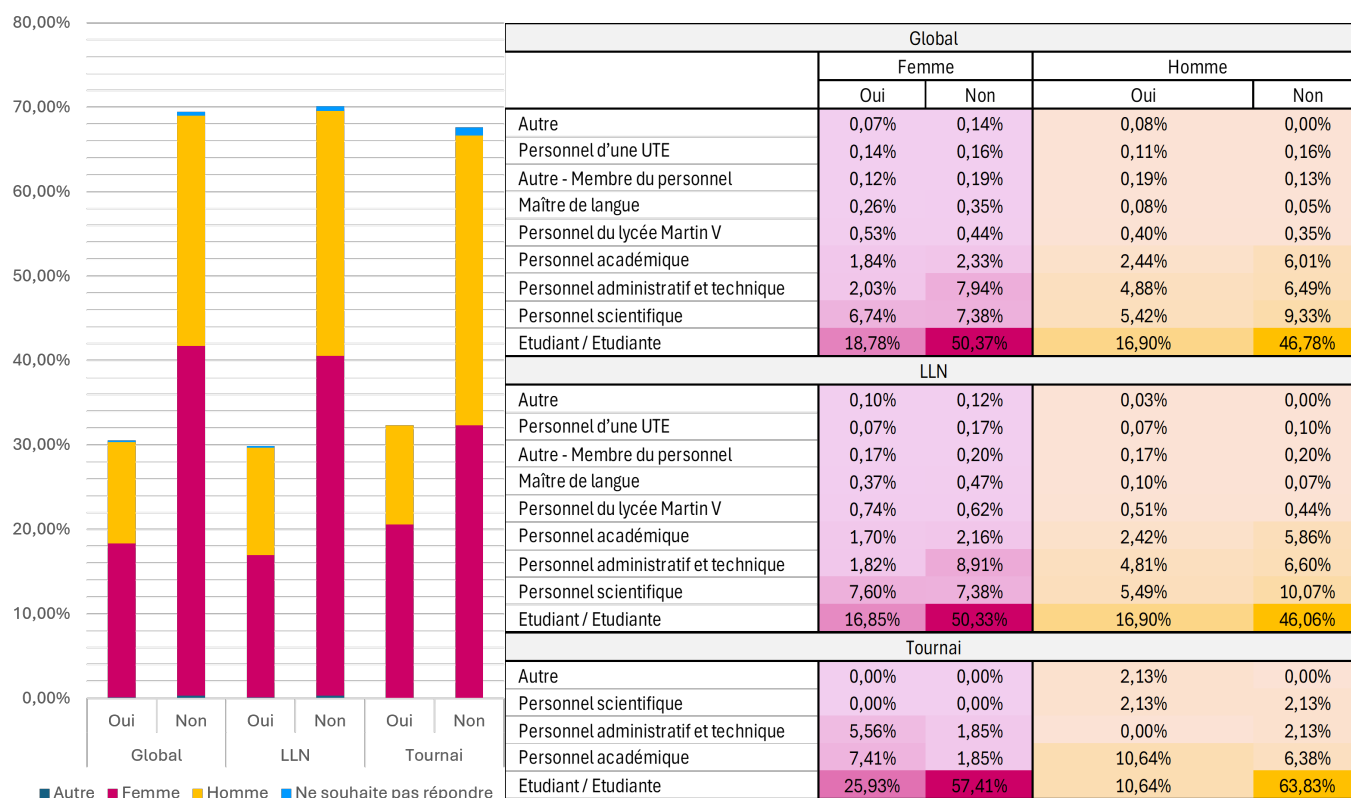 80,00%
70,00%
60,00%
50,00%
40,00%
30,00%
20,00%
10,00%
0,00%
Oui Non Oui Non Oui Non
Global LLN Tournai
Autre Femme Homme Ne souhaite pas répondre
Global
Femme Homme
Oui Non Oui Non
Autre 0,07% 0,14% 0,08% 0,00%
Personnel d’une UTE 0,14% 0,16% 0,11% 0,16%
Autre - Membre du personnel 0,12% 0,19% 0,19% 0,13%
Maître de langue 0,26% 0,35% 0,08% 0,05%
Personnel du lycée Martin V 0,53% 0,44% 0,40% 0,35%
Personnel académique 1,84% 2,33% 2,44% 6,01%
Personnel administratif et technique 2,03% 7,94% 4,88% 6,49%
Personnel scientifique 6,74% 7,38% 5,42% 9,33%
Etudiant / Etudiante 18,78% 50,37% 16,90% 46,78%
LLN
Autre 0,10% 0,12% 0,03% 0,00%
Personnel d’une UTE 0,07% 0,17% 0,07% 0,10%
Autre - Membre du personnel 0,17% 0,20% 0,17% 0,20%
Maître de langue 0,37% 0,47% 0,10% 0,07%
Personnel du lycée Martin V 0,74% 0,62% 0,51% 0,44%
Personnel académique 1,70% 2,16% 2,42% 5,86%
Personnel administratif et technique 1,82% 8,91% 4,81% 6,60%
Personnel scientifique 7,60% 7,38% 5,49% 10,07%
Etudiant / Etudiante 16,85% 50,33% 16,90% 46,06%
Tournai
Autre 0,00% 0,00% 2,13% 0,00%
Personnel scientifique 0,00% 0,00% 2,13% 2,13%
Personnel administratif et technique 5,56% 1,85% 0,00% 2,13%
Personnel académique 7,41% 1,85% 10,64% 6,38%
Etudiant / Etudiante 25,93% 57,41% 10,64% 63,83%